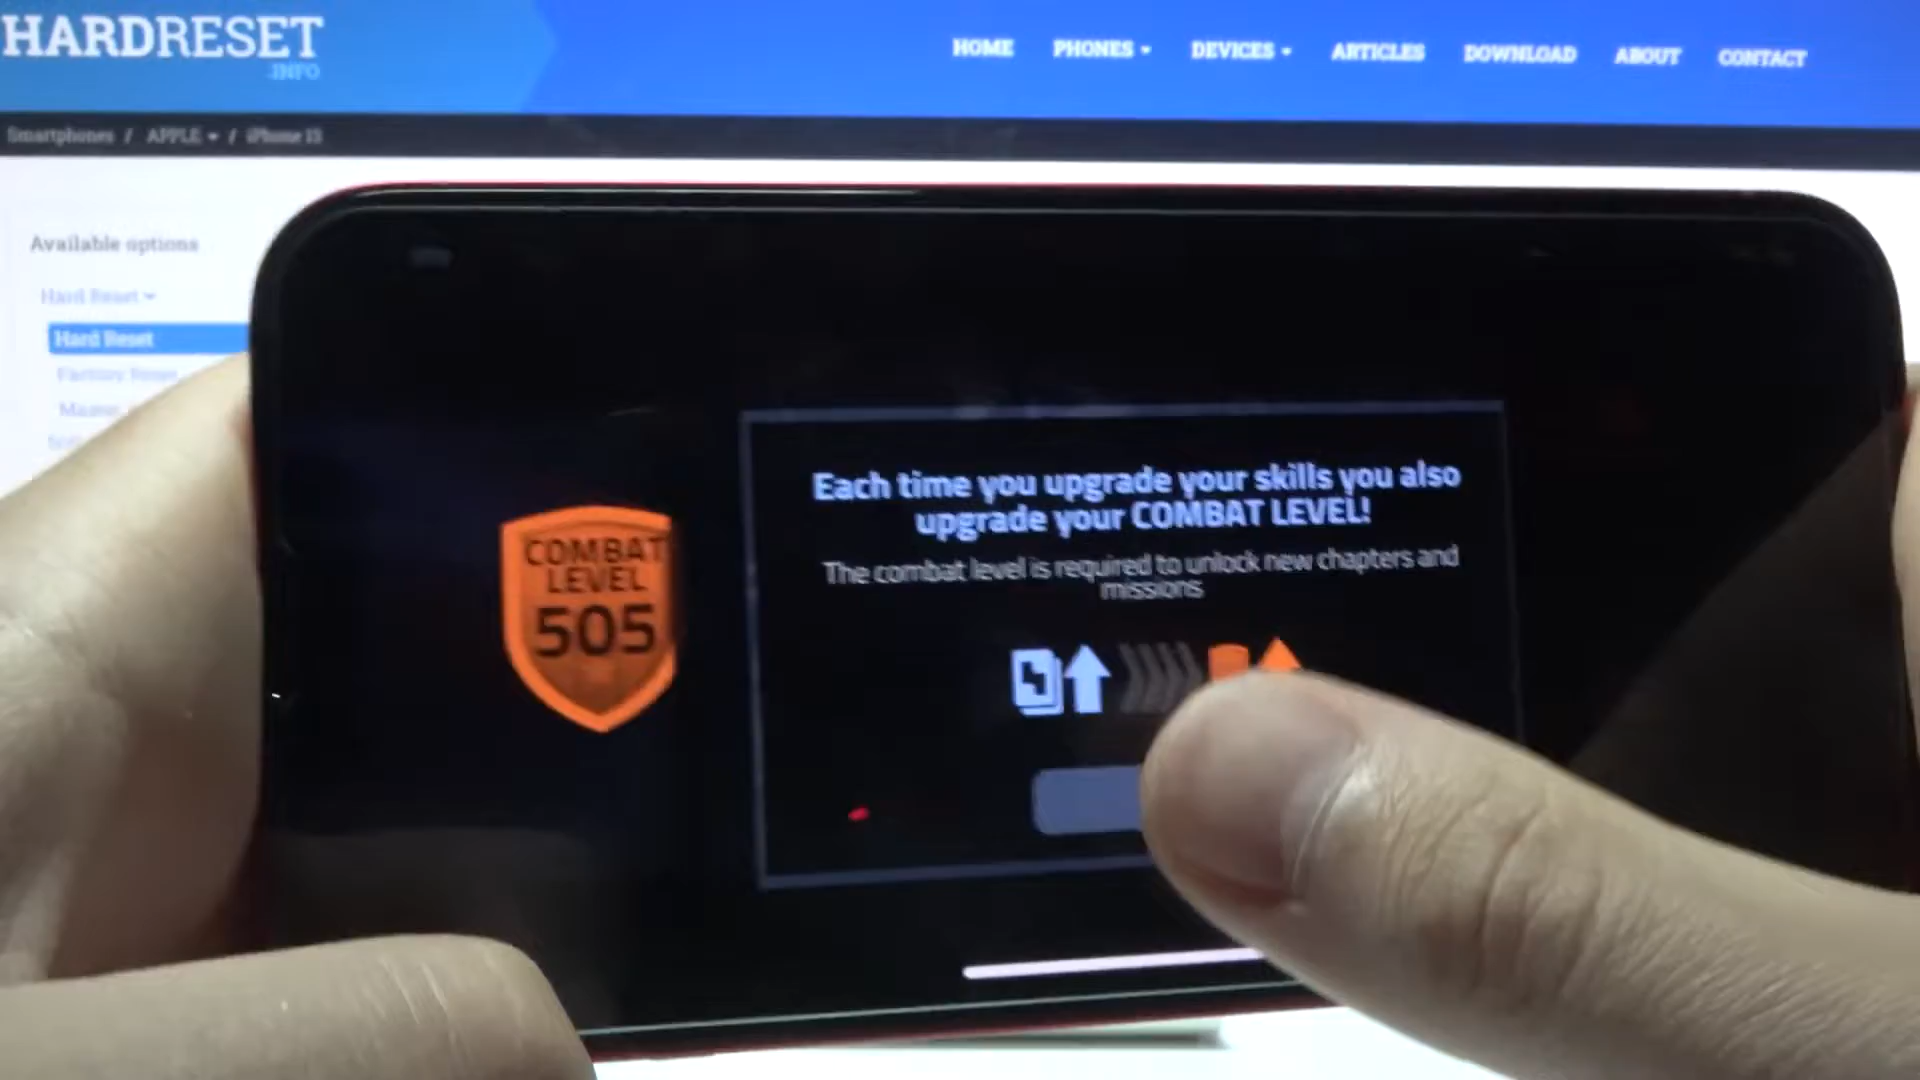 HARDRESET
.INFO
HOME PHONES DEVICES ARTICLES DOWNLOAD ABOUT CONTACT
Smartphones / APPLE / iPhone 13
Available options
Hard Reset
Hard Reset
Factory Reset
Each time you upgrade your skills you also
upgrade your COMBAT LEVEL!
The combat level is required to unlock new chapters and
missions
COMBAT
LEVEL
505